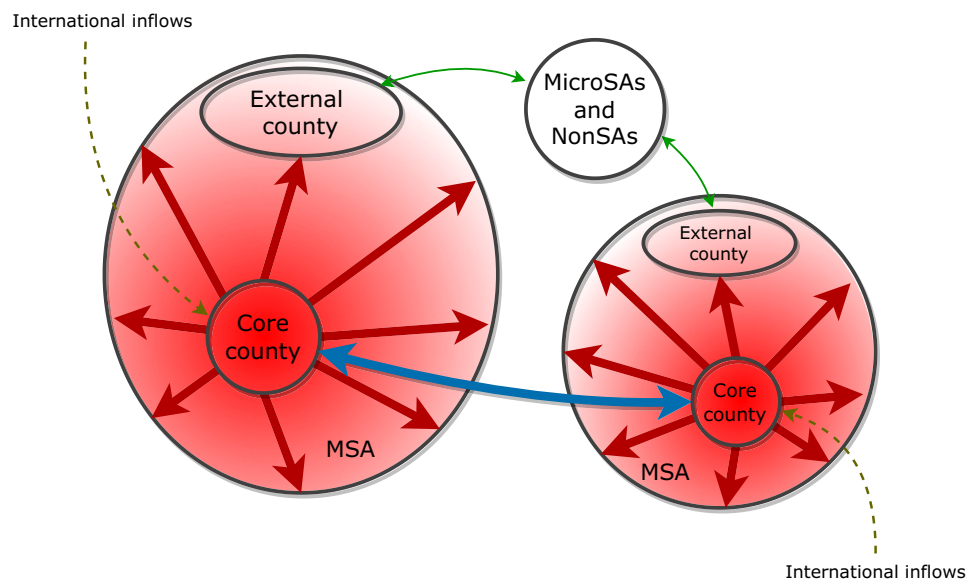 International inflows
External
county
MicroSAs
and
NonSAs
External
county
Core
county
Core
county
MSA
MSA
International inflows